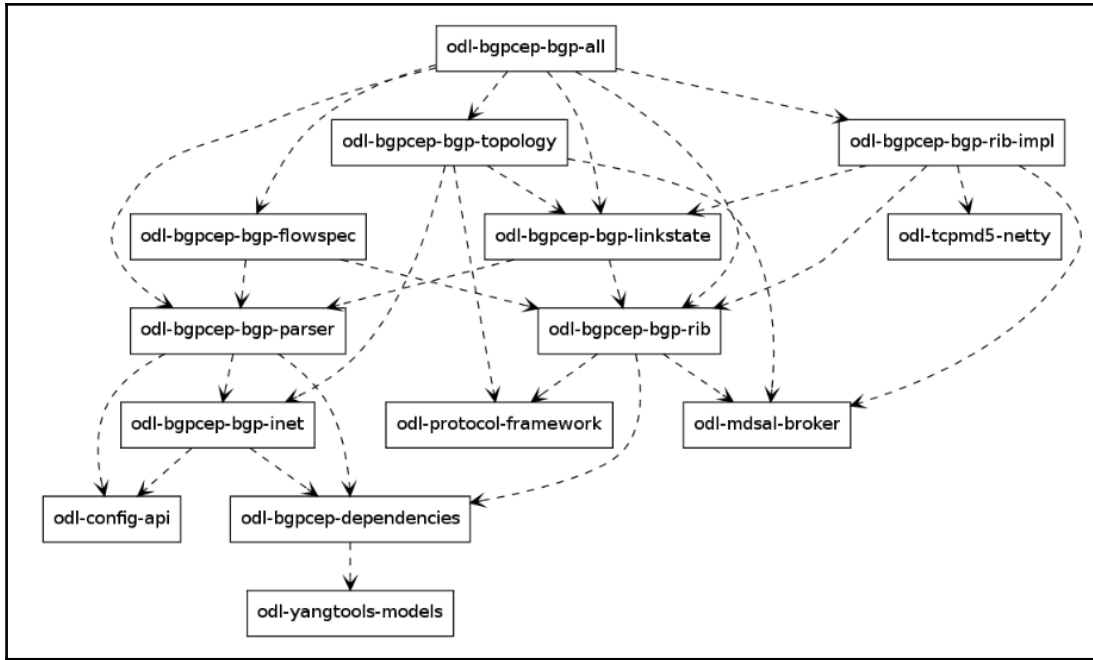 odl-bgpcep-bgp-all
odl-bgpcep-bgp-topology
odl-bgpcep-bgp-rib-impl
odl-bgpcep-bgp-flowspec
odl-bgpcep-bgp-linkstate
odl-tcpmd5-netty
odl-bgpcep-bgp-parser
odl-bgpcep-bgp-rib
odl-bgpcep-bgp-inet
odl-protocol-framework
odl-mdsal-broker
odl-config-api
odl-bgpcep-dependencies
odl-yangtools-models